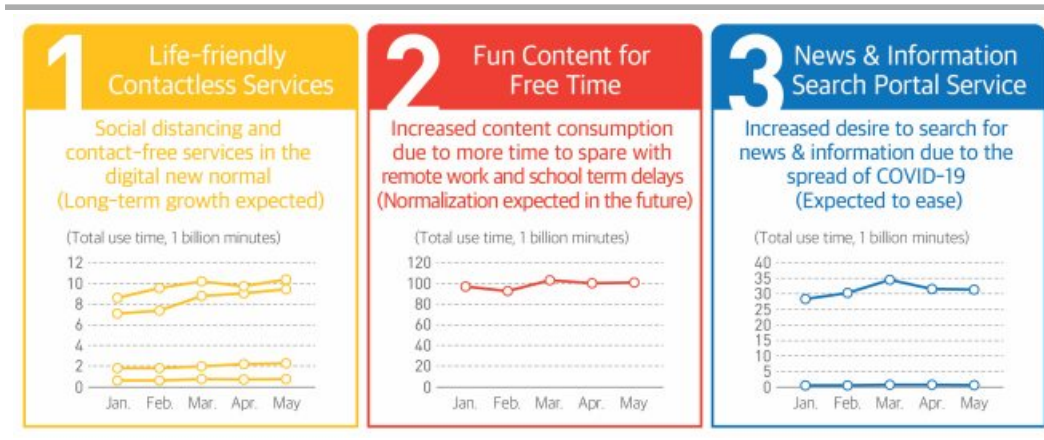 1
Life-friendly
Contactless Services
Social distancing and
contact-free services in the
digital new normal
(Long-term growth expected)
(Total use time, 1 billion minutes)
12
10
8
6
4
2
0
Jan. Feb. Mar. Apr. May
2
Fun Content for
Free Time
Increased content consumption
due to more time to spare with
remote work and school term delays
(Normalization expected in the future)
(Total use time, 1 billion minutes)
120
100
80
60
40
20
0
Jan. Feb. Mar. Apr. May
3
News & Information
Search Portal Service
Increased desire to search for
news & information due to the
spread of COVID-19
(Expected to ease)
(Total use time, 1 billion minutes)
40
35
30
25
20
15
10
5
0
Jan. Feb. Mar. Apr. May